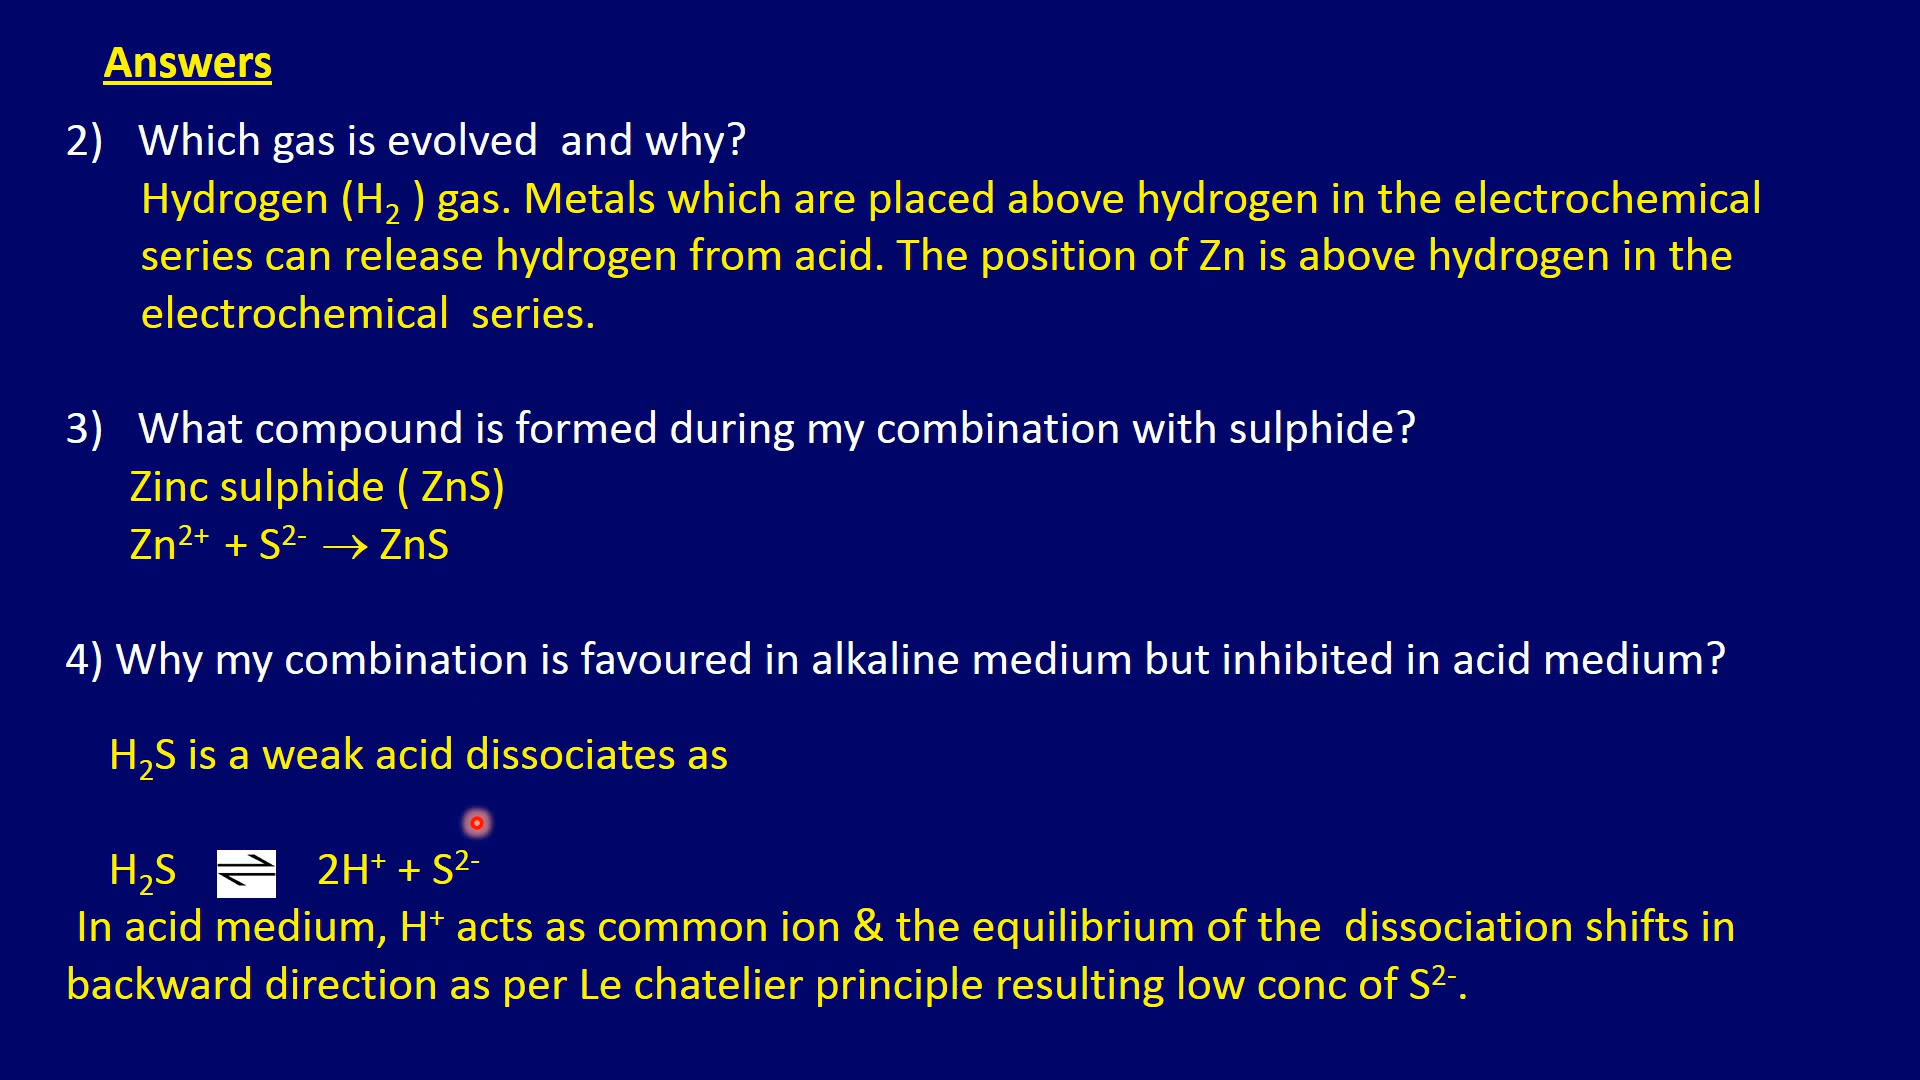 Answers
2) Which gas is evolved and why?
Hydrogen (H₂ ) gas. Metals which are placed above hydrogen in the electrochemical
series can release hydrogen from acid. The position of Zn is above hydrogen in the
electrochemical series.
3) What compound is formed during my combination with sulphide?
Zinc sulphide ( ZnS)
Zn²⁺ + S²⁻ → ZnS
4) Why my combination is favoured in alkaline medium but inhibited in acid medium?
H₂S is a weak acid dissociates as
H₂S ⇌ 2H⁺ + S²⁻
In acid medium, H⁺ acts as common ion & the equilibrium of the dissociation shifts in
backward direction as per Le chatelier principle resulting low conc of S²⁻.